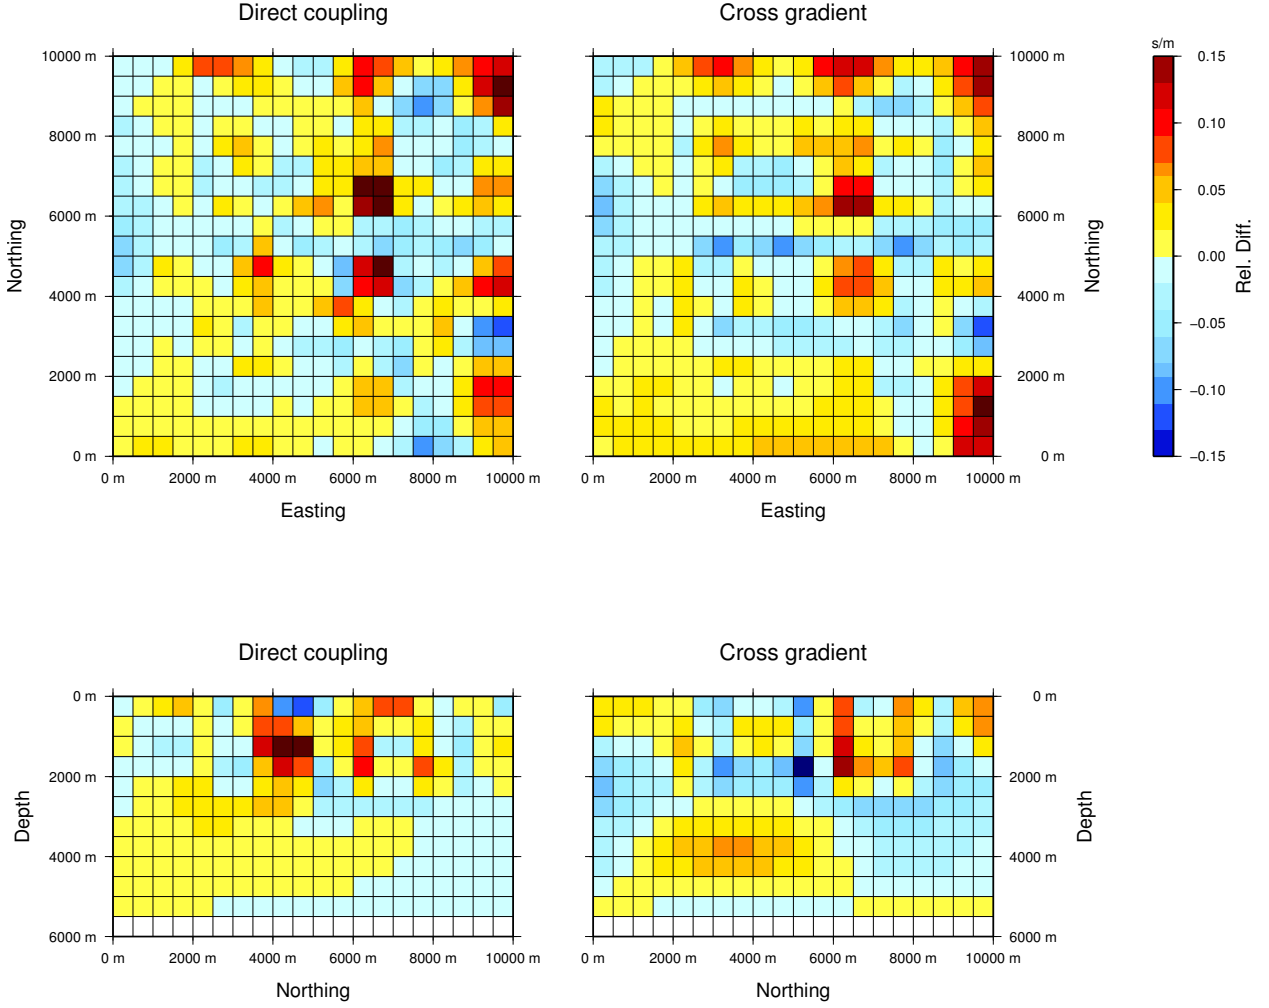 Direct coupling
Cross gradient
s/m
10000 m
8000 m
6000 m
4000 m
2000 m
0 m
Northing
0 m 2000 m 4000 m 6000 m 8000 m 10000 m
Easting
10000 m
8000 m
6000 m
4000 m
2000 m
0 m
Northing
0 m 2000 m 4000 m 6000 m 8000 m 10000 m
Easting
0.15
0.10
0.05
0.00
−0.05
−0.10
−0.15
Rel. Diff.
Direct coupling
Cross gradient
0 m
2000 m
4000 m
6000 m
Depth
0 m 2000 m 4000 m 6000 m 8000 m 10000 m
Northing
0 m
2000 m
4000 m
6000 m
Depth
0 m 2000 m 4000 m 6000 m 8000 m 10000 m
Northing